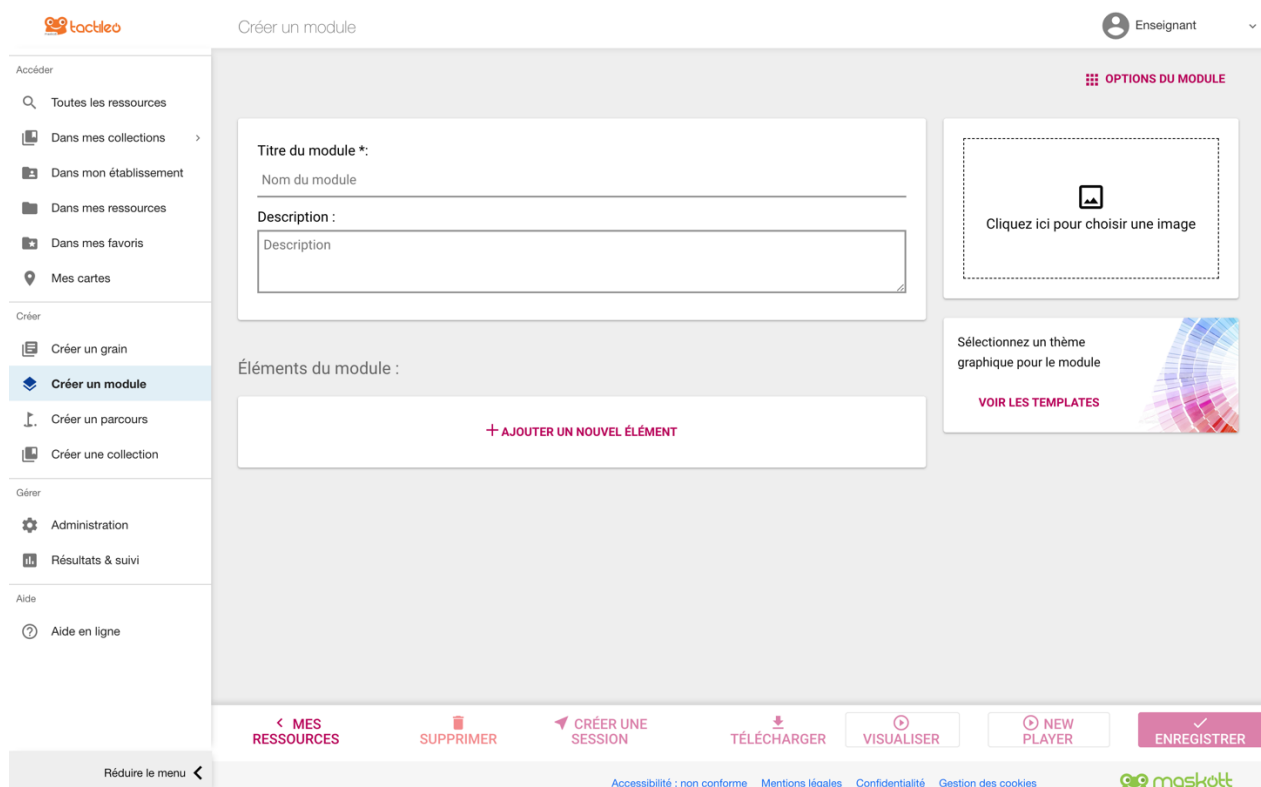 tactileo
Créer un module
Enseignant
Accéder
Toutes les ressources
Dans mes collections
Dans mon établissement
Dans mes ressources
Dans mes favoris
Mes cartes
Créer
Créer un grain
Créer un module
Créer un parcours
Créer une collection
Gérer
Administration
Résultats & suivi
Aide
Aide en ligne
Réduire le menu
OPTIONS DU MODULE
Titre du module *:
Nom du module
Description :
Description
Cliquez ici pour choisir une image
Sélectionnez un thème
graphique pour le module
VOIR LES TEMPLATES
Éléments du module :
AJOUTER UN NOUVEL ÉLÉMENT
MES
RESSOURCES
SUPPRIMER
CRÉER UNE
SESSION
TÉLÉCHARGER
VISUALISER
NEW
PLAYER
ENREGISTRER
Accessibilité : non conforme Mentions légales Confidentialité Gestion des cookies
maskott